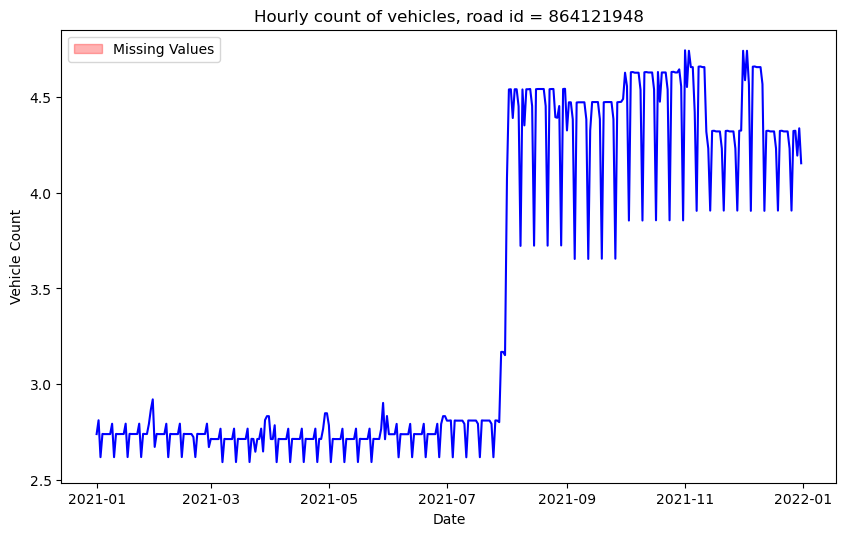 Hourly count of vehicles, road id = 864121948
Missing Values
Vehicle Count
4.5
4.0
3.5
3.0
2.5
2021-01 2021-03 2021-05 2021-07 2021-09 2021-11 2022-01
Date